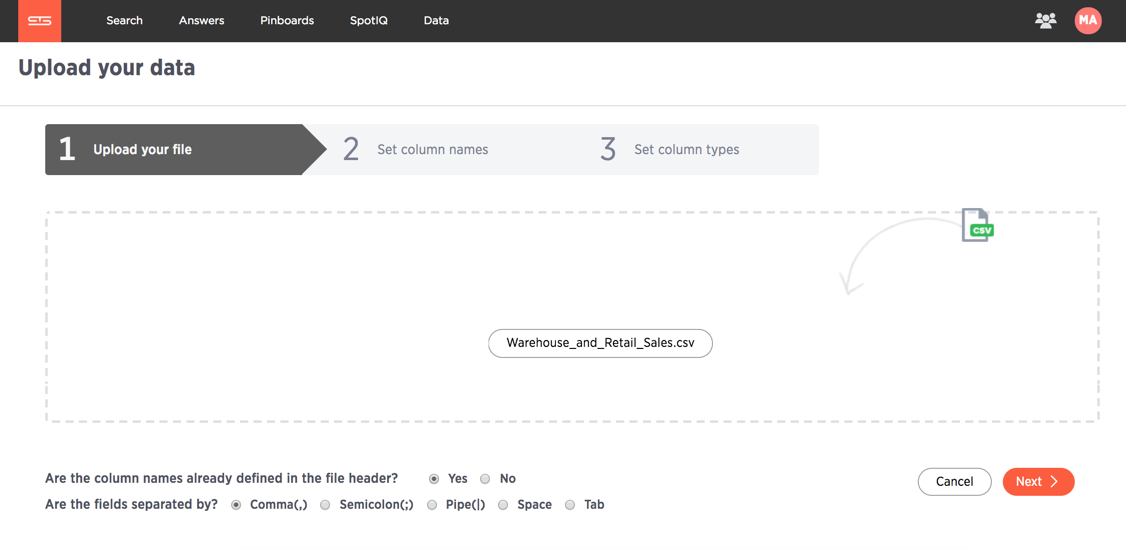 Search Answers Pinboards SpotIQ Data MA
Upload your data
1 Upload your file 2 Set column names 3 Set column types
CSV
Warehouse_and_Retail_Sales.csv
Are the column names already defined in the file header? Yes No
Cancel Next
Are the fields separated by? Comma(,) Semicolon(;) Pipe(|) Space Tab